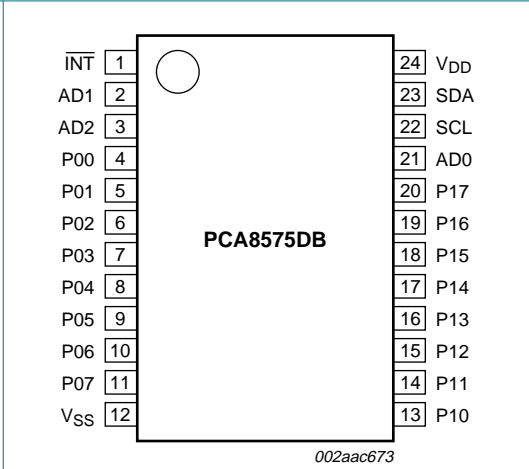 INT 1 24 VDD
AD1 2 23 SDA
AD2 3 22 SCL
P00 4 21 AD0
P01 5 20 P17
P02 6 19 P16
PCA8575DB
P03 7 18 P15
P04 8 17 P14
P05 9 16 P13
P06 10 15 P12
P07 11 14 P11
VSS 12 13 P10
002aac673